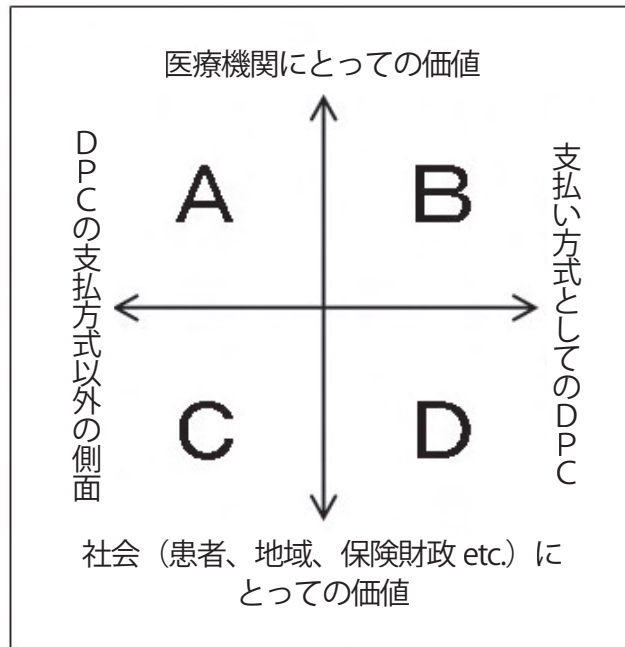 医療機関にとっての価値
DPCの支払方式以外の側面
A
B
支払い方式としてのDPC
C
D
社会（患者、地域、保険財政 etc.）に
とっての価値